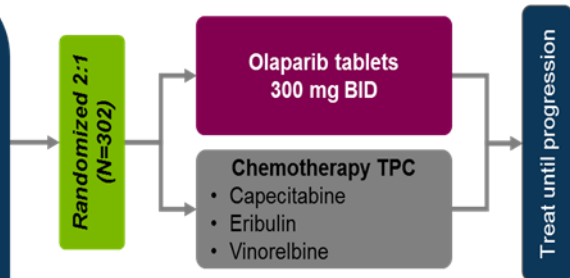 Randomized 2:1
(N=302)
Olaparib tablets
300 mg BID
Chemotherapy TPC
• Capecitabine
• Eribulin
• Vinorelbine
Treat until progression